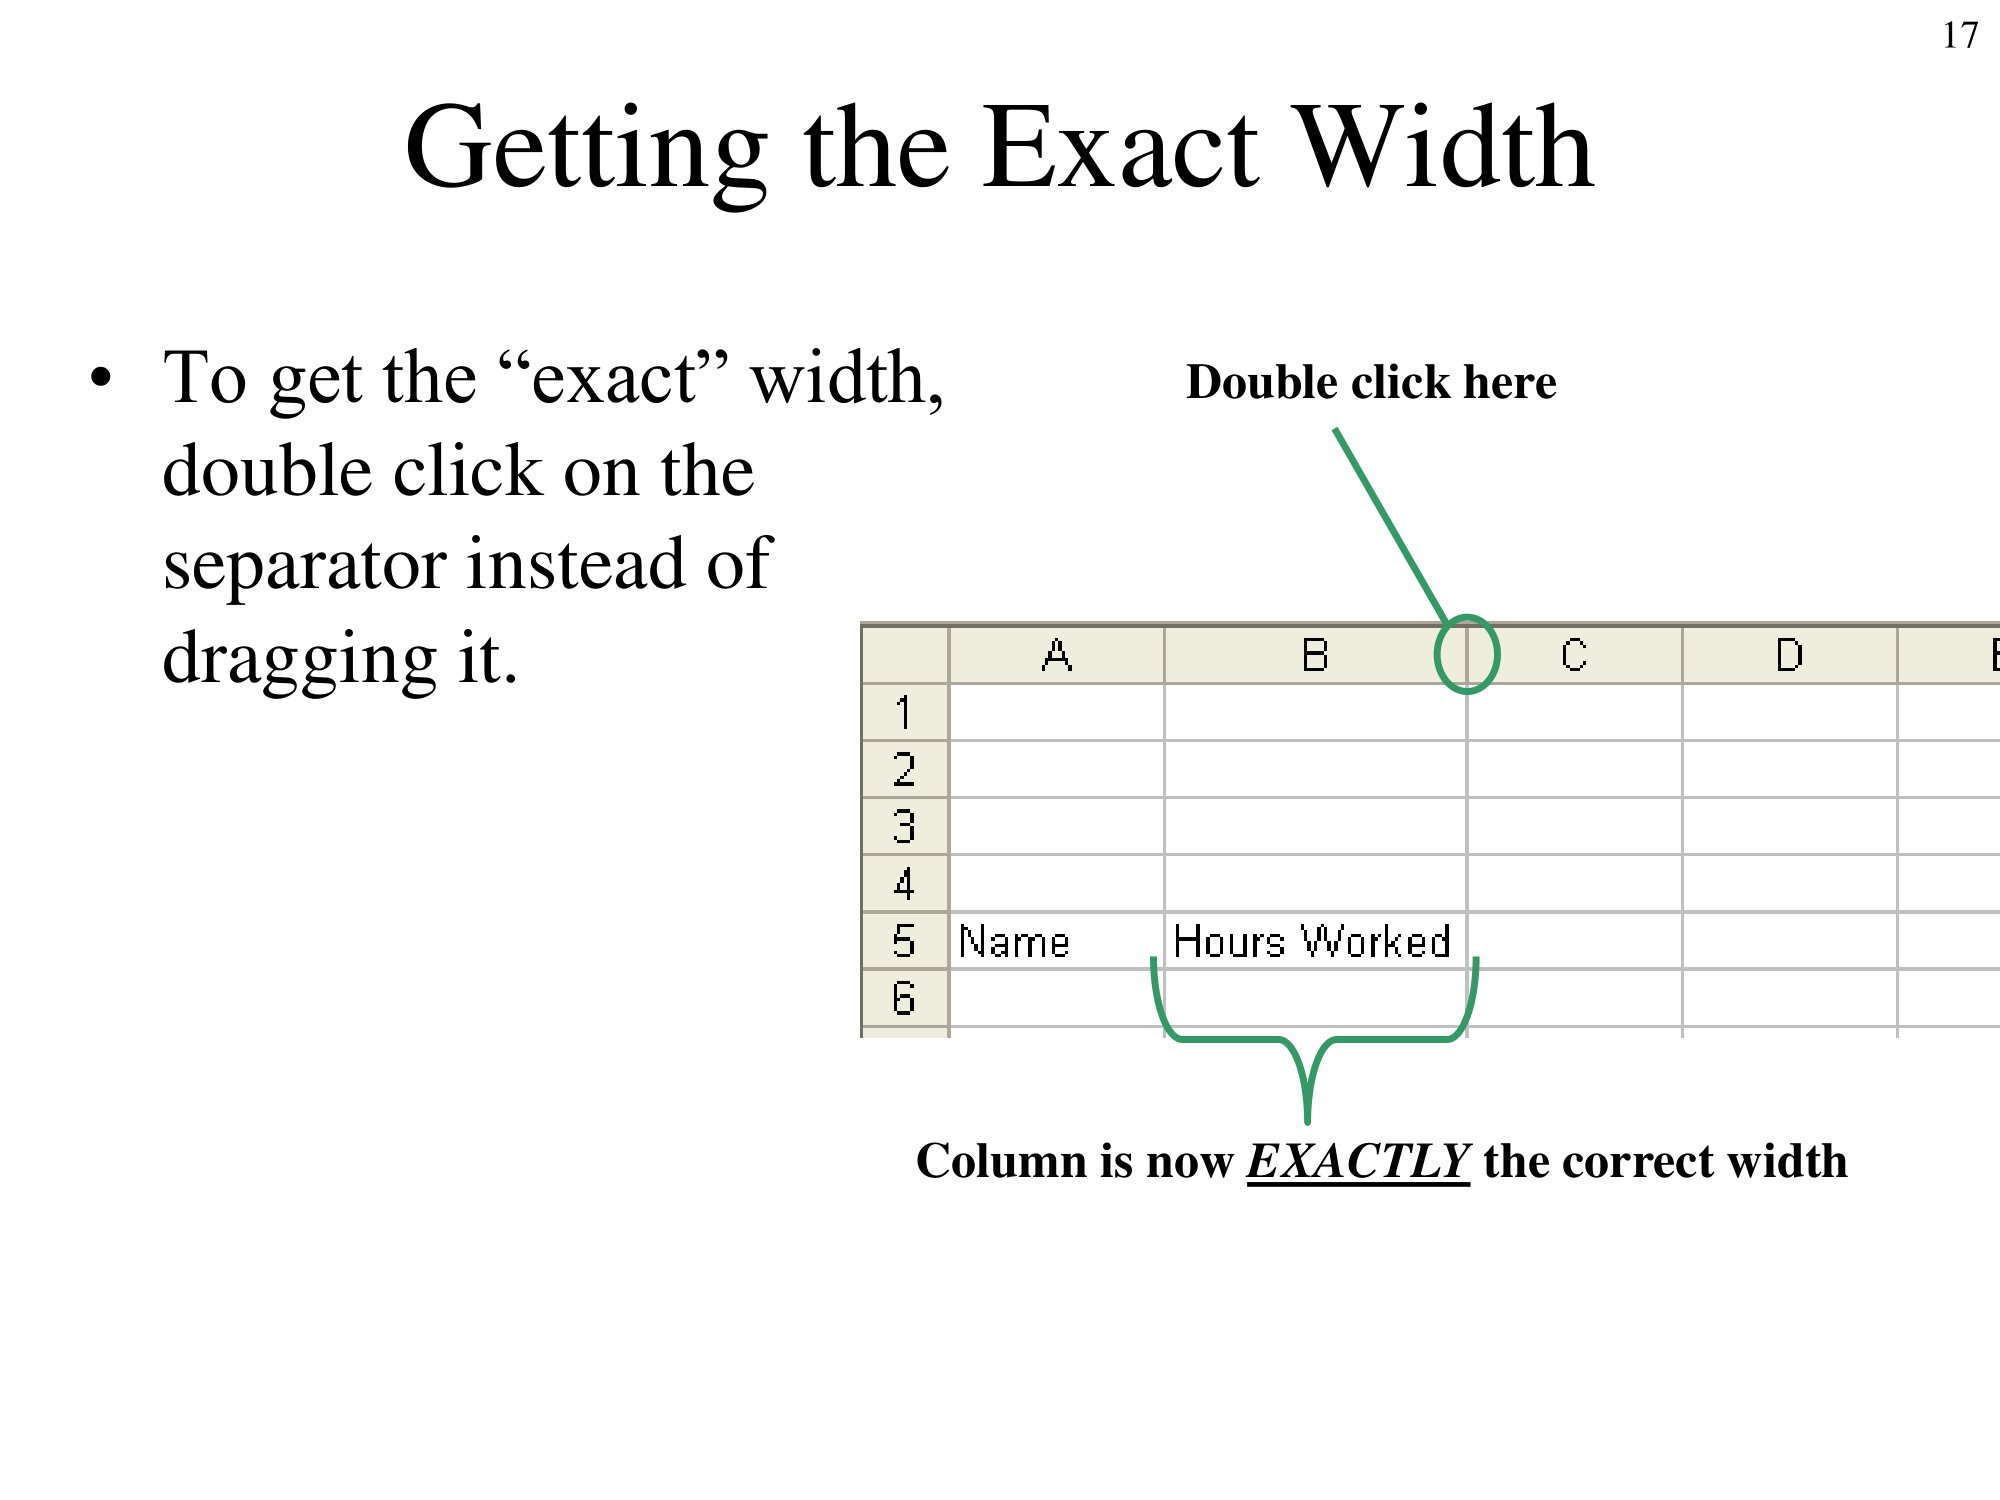 17
Getting the Exact Width
• To get the “exact” width,
double click on the
separator instead of
dragging it.
Double click here
A B C D
1
2
3
4
5 Name Hours Worked
6
Column is now EXACTLY the correct width